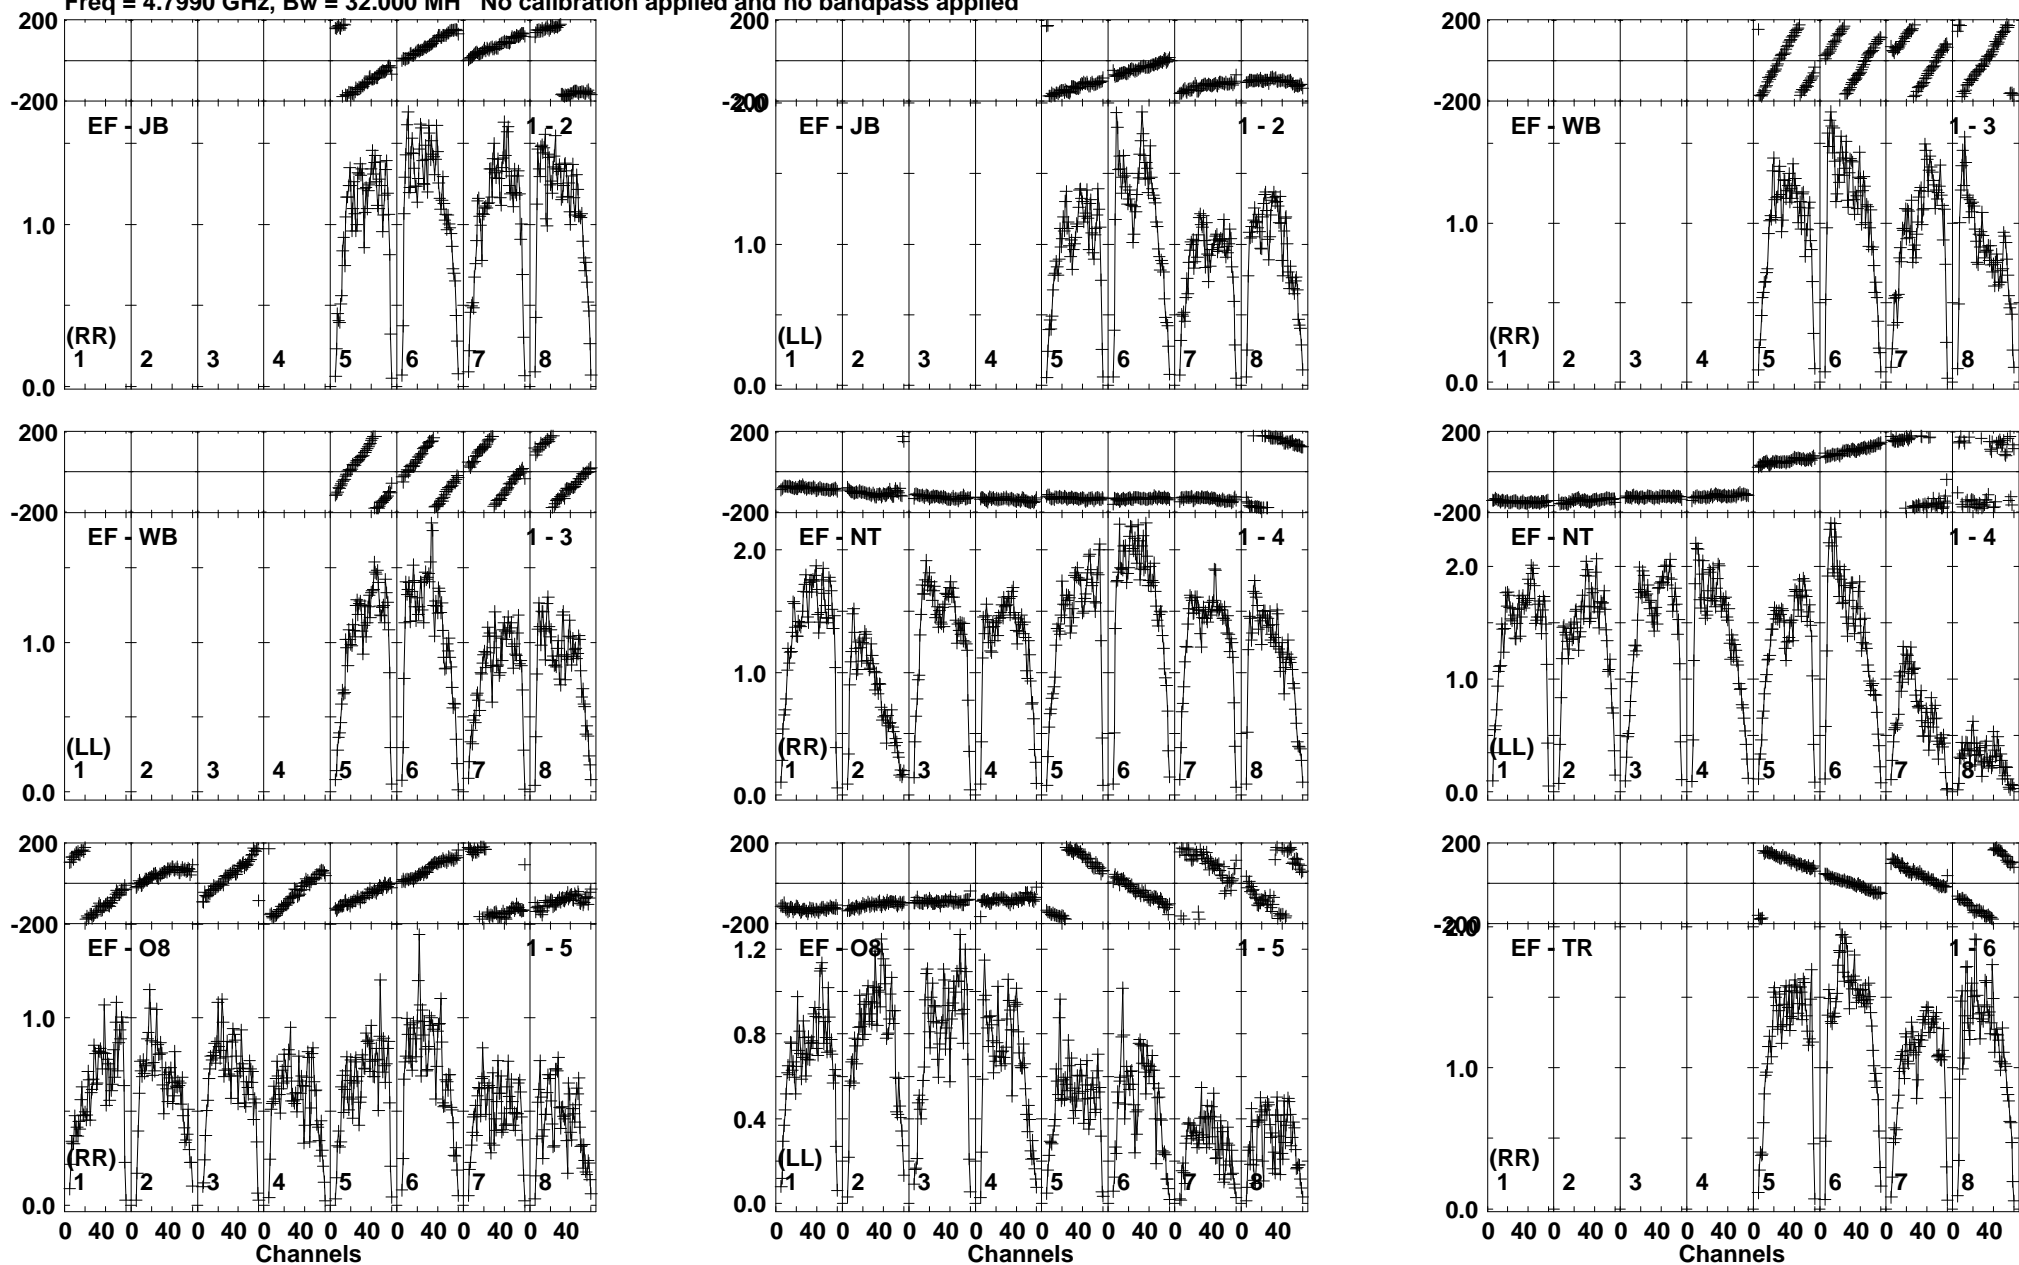 Freq = 4.7990 GHz, Bw = 32.000 MH No calibration applied and no bandpass applied
200
-200
EF - JB 1 - 2
1.0
(RR)
1 2 3 4 5 6 7 8
0.0
200
-200
2.0
EF - JB 1 - 2
1.0
(LL)
1 2 3 4 5 6 7 8
0.0
200
-200
EF - WB 1 - 3
1.0
(RR)
1 2 3 4 5 6 7 8
0.0
200
-200
EF - WB 1 - 3
1.0
(LL)
1 2 3 4 5 6 7 8
0.0
200
-200
EF - NT 1 - 4
2.0
1.0
(RR)
1 2 3 4 5 6 7 8
0.0
200
-200
EF - NT 1 - 4
2.0
1.0
(LL)
1 2 3 4 5 6 7 8
0.0
200
-200
EF - O8 1 - 5
1.0
(RR)
1 2 3 4 5 6 7 8
0.0
0 40 0 40 0 40 0 40 0 40 0 40 0 40 0 40
Channels
200
-200
EF - O8 1 - 5
1.2
0.8
0.4
(LL)
1 2 3 4 5 6 7 8
0.0
0 40 0 40 0 40 0 40 0 40 0 40 0 40 0 40
Channels
200
-200
2.0
EF - TR 1 - 6
1.0
(RR)
1 2 3 4 5 6 7 8
0.0
0 40 0 40 0 40 0 40 0 40 0 40 0 40 0 40
Channels